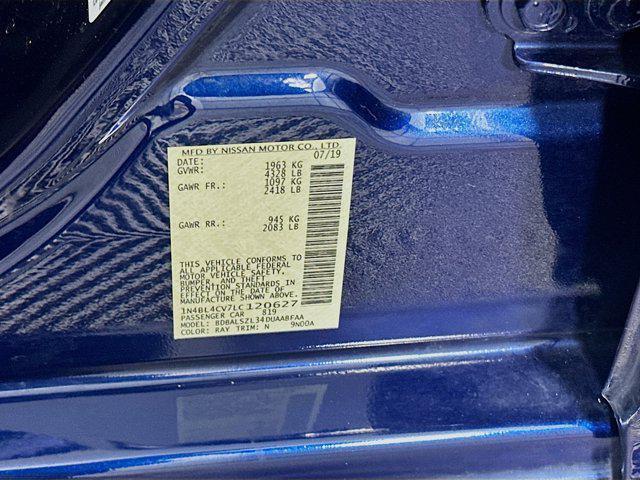 MFD BY NISSAN MOTOR CO., LTD.
DATE: 07/19
GVWR: 1963 KG
4328 LB
GAWR FR.: 1097 KG
2418 LB
GAWR RR.: 945 KG
2083 LB
THIS VEHICLE CONFORMS TO
ALL APPLICABLE FEDERAL
MOTOR VEHICLE SAFETY,
BUMPER, AND THEFT
PREVENTION STANDARDS
IN EFFECT ON THE DATE OF
MANUFACTURE SHOWN ABOVE.
1N4BL4CV7LC120627
PASSENGER CAR 819
MODEL: BDBALSZL34DUAABFAA
COLOR: RAY TRIM: N 9N00A